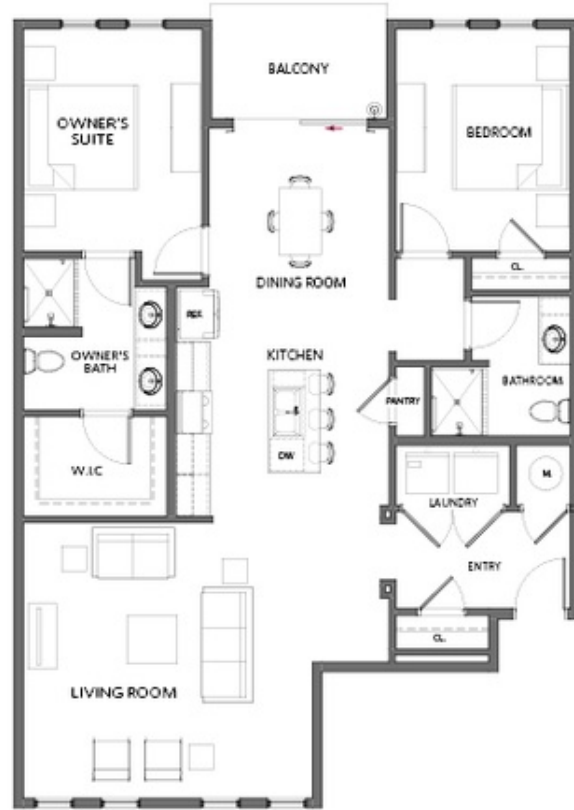 BALCONY
OWNER'S
SUITE
BEDROOM
CL.
DINING ROOM
REF.
KITCHEN
OWNER'S
BATH
PANTRY
BATHROOM
DW
W.I.C
LAUNDRY
M.
ENTRY
CL.
LIVING ROOM